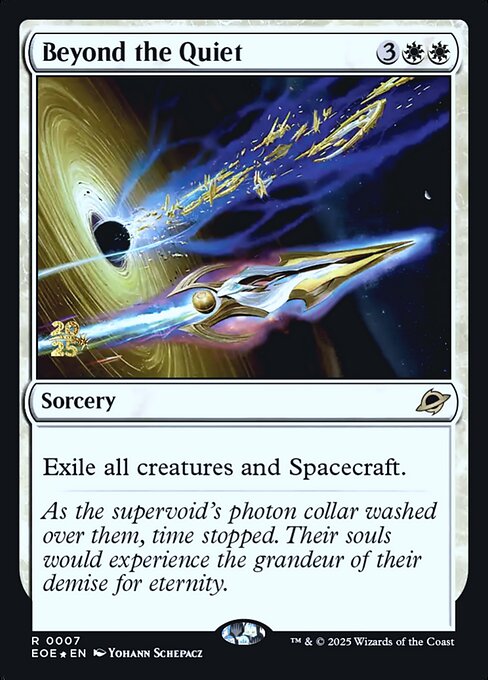 Beyond the Quiet 3
2025
Sorcery
Exile all creatures and Spacecraft.
As the supervoid's photon collar washed
over them, time stopped. Their souls
would experience the grandeur of their
demise for eternity.
R 0007
EOE★EN Yohann Schepacz
™ & © 2025 Wizards of the Coast